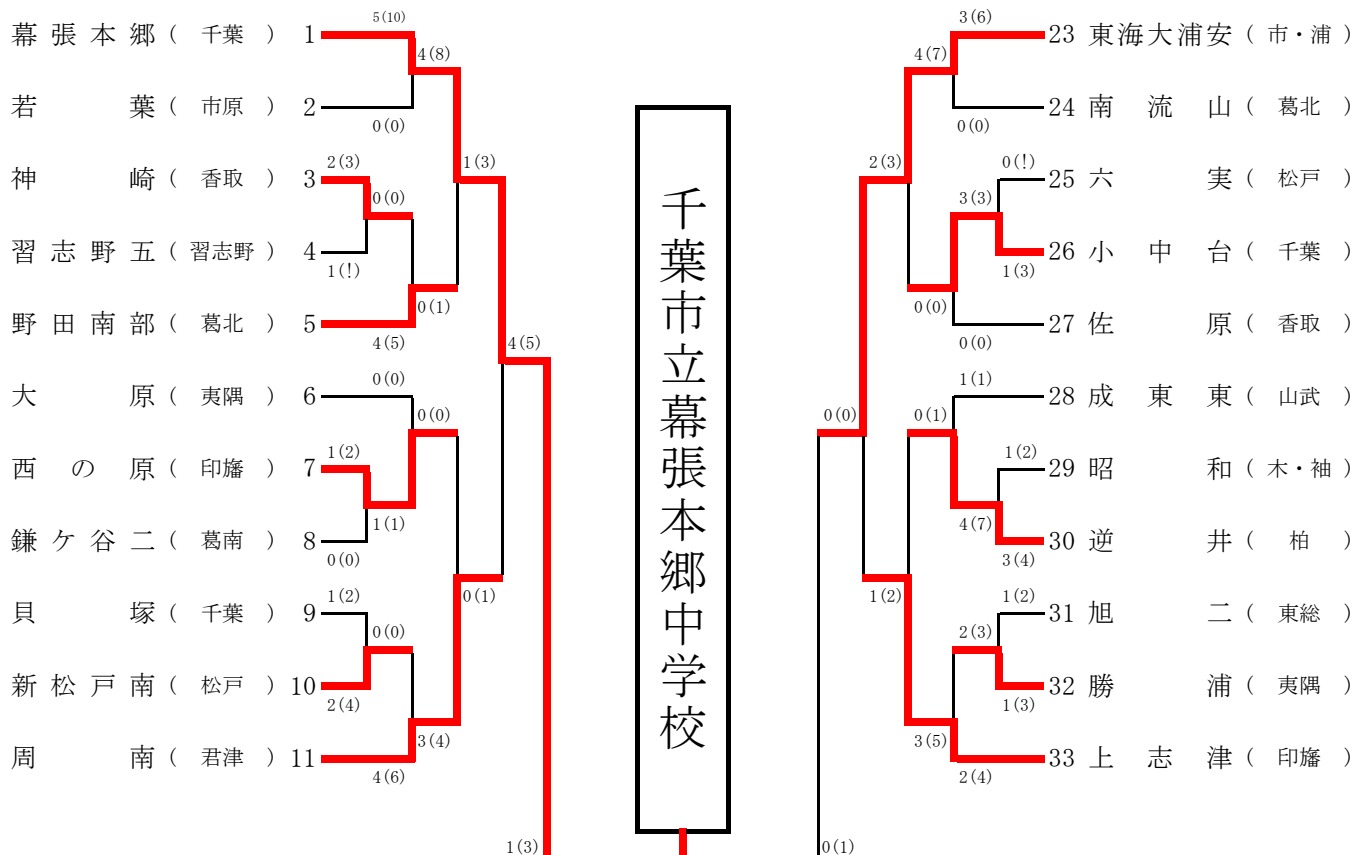 5(10)
幕張本郷 ( 千葉 ) 1
4(8)
若葉 ( 市原 ) 2
0(0)
2(3)
1(3)
神崎 ( 香取 ) 3
0(0)
習志野五 ( 習志野 ) 4
1(!)
0(1)
野田南部 ( 葛北 ) 5
4(5)
4(5)
0(0)
大原 ( 夷隅 ) 6
0(0)
1(2)
西の原 ( 印旛 ) 7
1(1)
鎌ケ谷二 ( 葛南 ) 8
0(0)
1(2)
0(1)
貝塚 ( 千葉 ) 9
0(0)
新松戸南 ( 松戸 ) 10
2(4)
3(4)
周南 ( 君津 ) 11
4(6)
1(3)
千葉市立幕張本郷中学校
3(6)
23 東海大浦安 ( 市・浦 )
4(7)
24 南流山 ( 葛北 )
0(0)
2(3)
0(!)
25 六実 ( 松戸 )
3(3)
26 小中台 ( 千葉 )
1(3)
0(0)
27 佐原 ( 香取 )
0(0)
1(1)
28 成東東 ( 山武 )
0(0)
0(1)
1(2)
29 昭和 ( 木・袖 )
4(7)
30 逆井 ( 柏 )
3(4)
1(2)
1(2)
31 旭二 ( 東総 )
2(3)
32 勝浦 ( 夷隅 )
1(3)
3(5)
33 上志津 ( 印旛 )
2(4)
0(1)